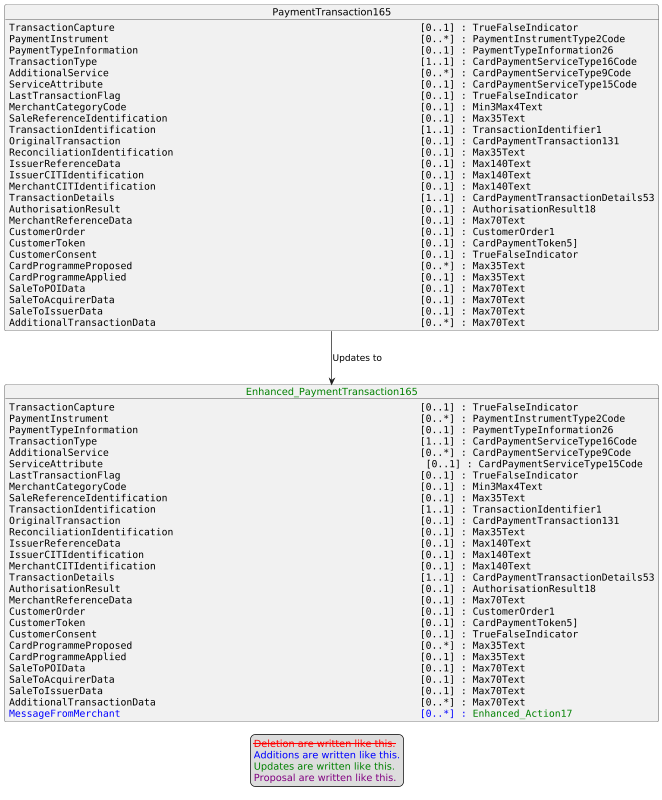 PaymentTransaction165
TransactionCapture [0..1] : TrueFalseIndicator
PaymentInstrument [0..*] : PaymentInstrumentType2Code
PaymentTypeInformation [0..1] : PaymentTypeInformation26
TransactionType [1..1] : CardPaymentServiceType16Code
AdditionalService [0..*] : CardPaymentServiceType9Code
ServiceAttribute [0..1] : CardPaymentServiceType15Code
LastTransactionFlag [0..1] : TrueFalseIndicator
MerchantCategoryCode [0..1] : Min3Max4Text
SaleReferenceIdentification [0..1] : Max35Text
TransactionIdentification [1..1] : TransactionIdentifier1
OriginalTransaction [0..1] : CardPaymentTransaction131
ReconciliationIdentification [0..1] : Max35Text
IssuerReferenceData [0..1] : Max140Text
IssuerCITIdentification [0..1] : Max140Text
MerchantCITIdentification [0..1] : Max140Text
TransactionDetails [1..1] : CardPaymentTransactionDetails53
AuthorisationResult [0..1] : AuthorisationResult18
MerchantReferenceData [0..1] : Max70Text
CustomerOrder [0..1] : CustomerOrder1
CustomerToken [0..1] : CardPaymentToken5]
CustomerConsent [0..1] : TrueFalseIndicator
CardProgrammeProposed [0..*] : Max35Text
CardProgrammeApplied [0..1] : Max35Text
SaleToPOIData [0..1] : Max70Text
SaleToAcquirerData [0..1] : Max70Text
SaleToIssuerData [0..1] : Max70Text
AdditionalTransactionData [0..*] : Max70Text
Updates to
Enhanced_PaymentTransaction165
TransactionCapture [0..1] : TrueFalseIndicator
PaymentInstrument [0..*] : PaymentInstrumentType2Code
PaymentTypeInformation [0..1] : PaymentTypeInformation26
TransactionType [1..1] : CardPaymentServiceType16Code
AdditionalService [0..*] : CardPaymentServiceType9Code
ServiceAttribute [0..1] : CardPaymentServiceType15Code
LastTransactionFlag [0..1] : TrueFalseIndicator
MerchantCategoryCode [0..1] : Min3Max4Text
SaleReferenceIdentification [0..1] : Max35Text
TransactionIdentification [1..1] : TransactionIdentifier1
OriginalTransaction [0..1] : CardPaymentTransaction131
ReconciliationIdentification [0..1] : Max35Text
IssuerReferenceData [0..1] : Max140Text
IssuerCITIdentification [0..1] : Max140Text
MerchantCITIdentification [0..1] : Max140Text
TransactionDetails [1..1] : CardPaymentTransactionDetails53
AuthorisationResult [0..1] : AuthorisationResult18
MerchantReferenceData [0..1] : Max70Text
CustomerOrder [0..1] : CustomerOrder1
CustomerToken [0..1] : CardPaymentToken5]
CustomerConsent [0..1] : TrueFalseIndicator
CardProgrammeProposed [0..*] : Max35Text
CardProgrammeApplied [0..1] : Max35Text
SaleToPOIData [0..1] : Max70Text
SaleToAcquirerData [0..1] : Max70Text
SaleToIssuerData [0..1] : Max70Text
AdditionalTransactionData [0..*] : Max70Text
MessageFromMerchant [0..*] : Enhanced_Action17
Deletion are written like this.
Additions are written like this.
Updates are written like this.
Proposal are written like this.